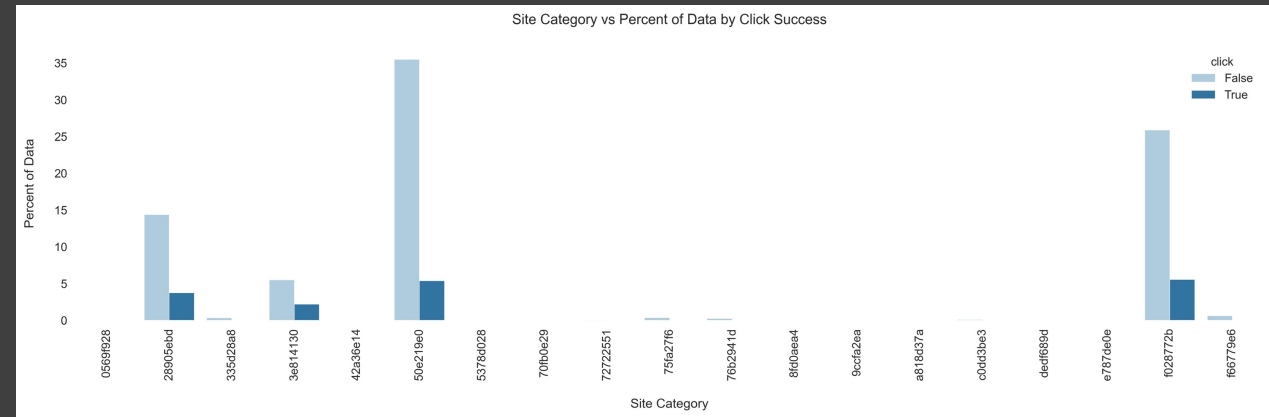 Site Category vs Percent of Data by Click Success
click
False
True
Percent of Data
35
30
25
20
15
10
5
0
0569f928
28905ebd
335d28a8
3e814130
42a36e14
50e219e0
5378d028
70fb0e29
72722551
75fa27f6
76b2941d
8fd0aea4
9ccfa2ea
a818d37a
c0dd3be3
dedf689d
e787de0e
f028772b
f66779e6
Site Category